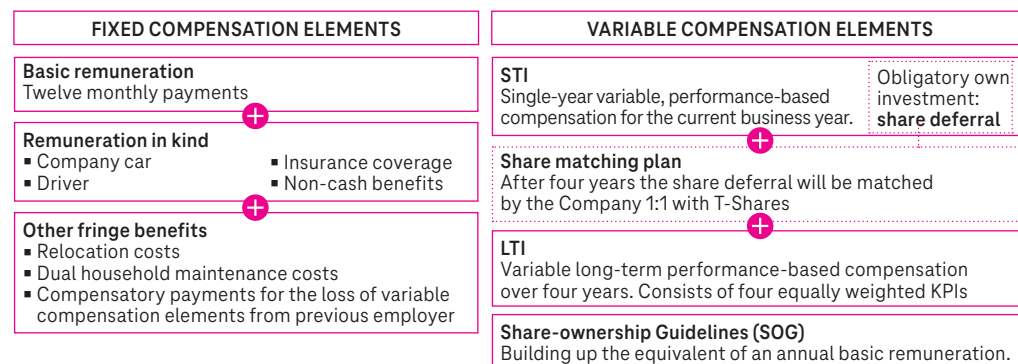 FIXED COMPENSATION ELEMENTS
Basic remuneration
Twelve monthly payments
Remuneration in kind
▪ Company car
▪ Driver
▪ Insurance coverage
▪ Non-cash benefits
Other fringe benefits
▪ Relocation costs
▪ Dual household maintenance costs
▪ Compensatory payments for the loss of variable
compensation elements from previous employer
VARIABLE COMPENSATION ELEMENTS
STI
Single-year variable, performance-based
compensation for the current business year.
Obligatory own
investment:
share deferral
Share matching plan
After four years the share deferral will be matched
by the Company 1:1 with T-Shares
LTI
Variable long-term performance-based compensation
over four years. Consists of four equally weighted KPIs
Share-ownership Guidelines (SOG)
Building up the equivalent of an annual basic remuneration.